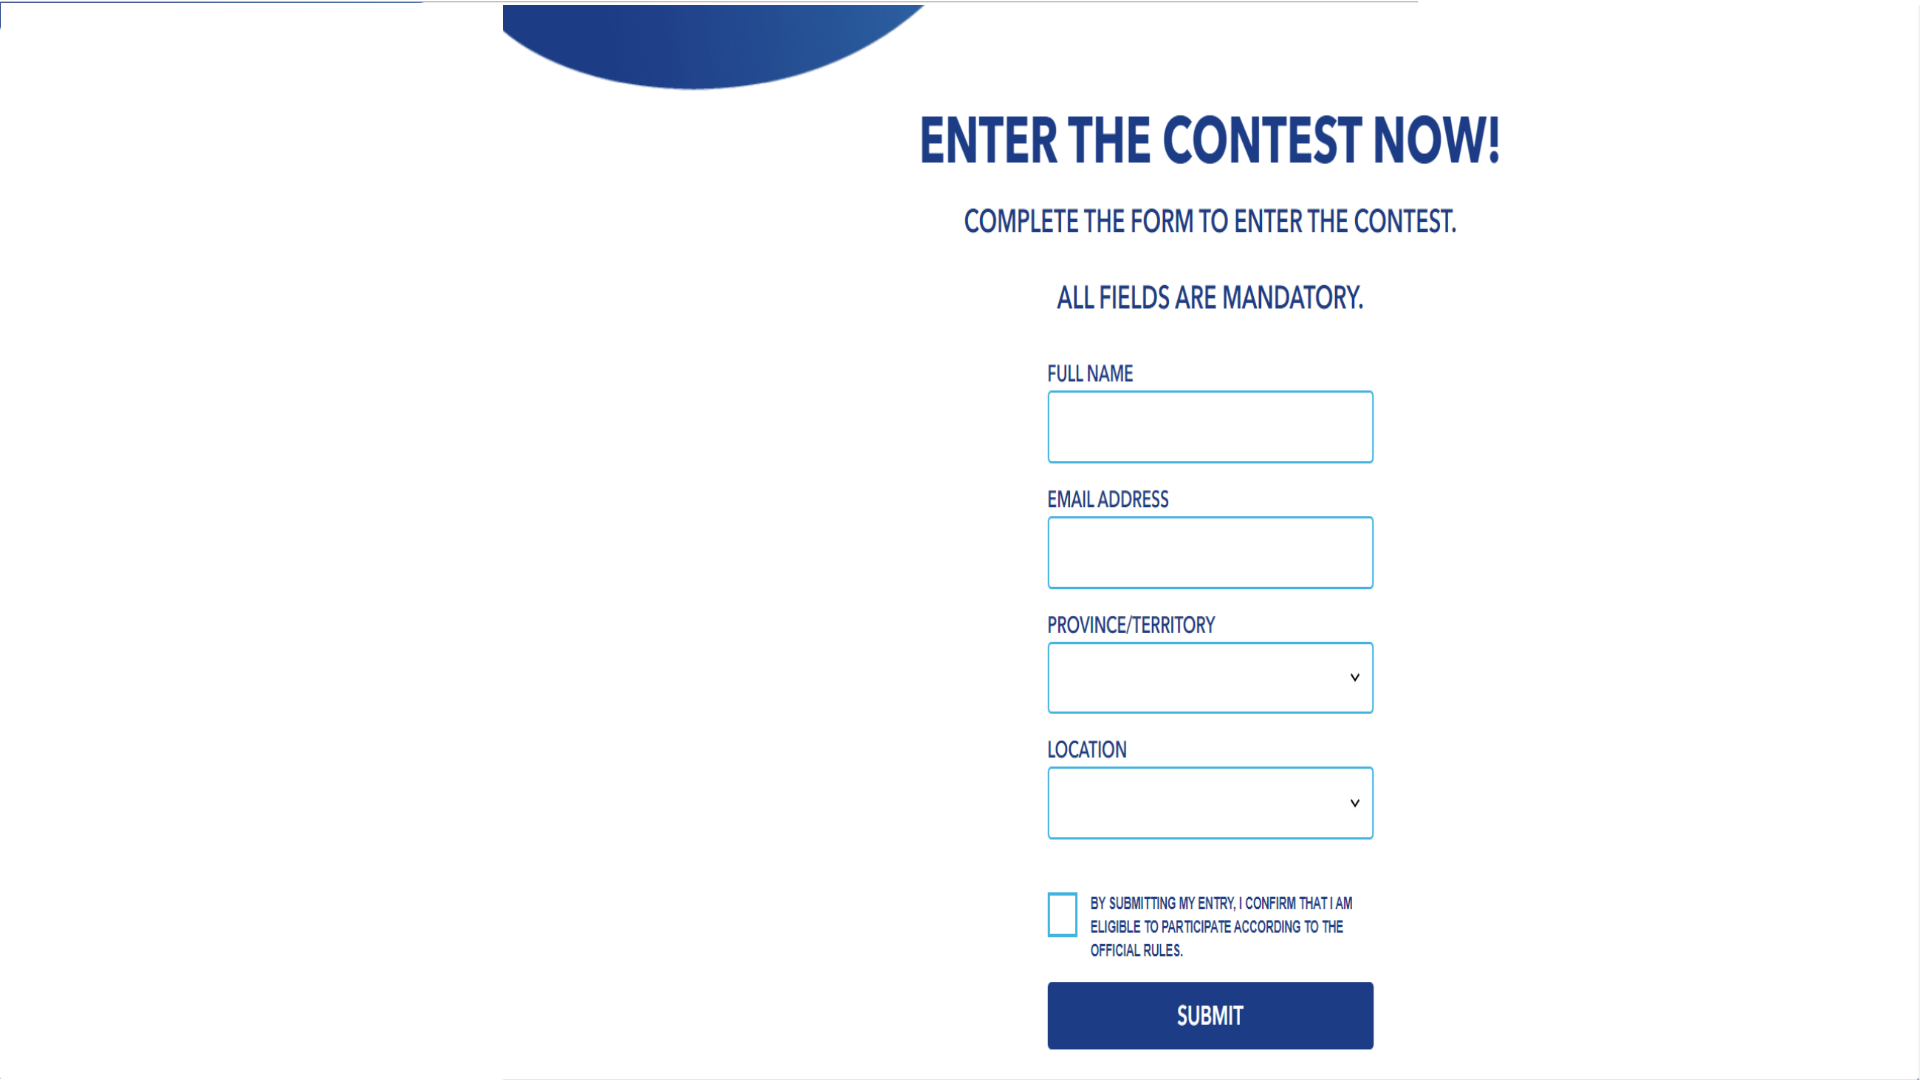 ENTER THE CONTEST NOW!
COMPLETE THE FORM TO ENTER THE CONTEST.
ALL FIELDS ARE MANDATORY.
FULL NAME
EMAIL ADDRESS
PROVINCE/TERRITORY
LOCATION
BY SUBMITTING MY ENTRY, I CONFIRM THAT I AM
ELIGIBLE TO PARTICIPATE ACCORDING TO THE
OFFICIAL RULES.
SUBMIT